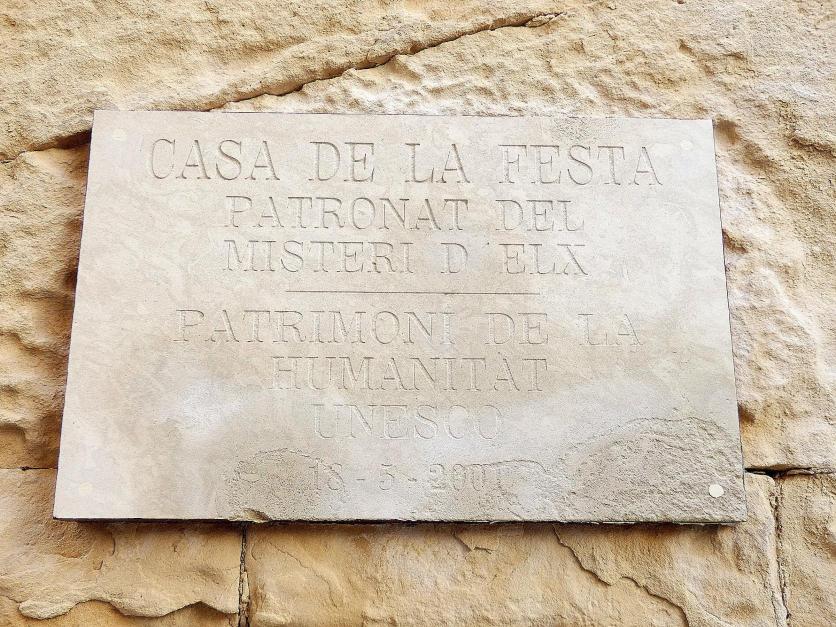 CASA DE LA FESTA
PATRONAT DEL
MISTERI D'ELX
PATRIMONI DE LA
HUMANITAT
UNESCO
18-5-2001